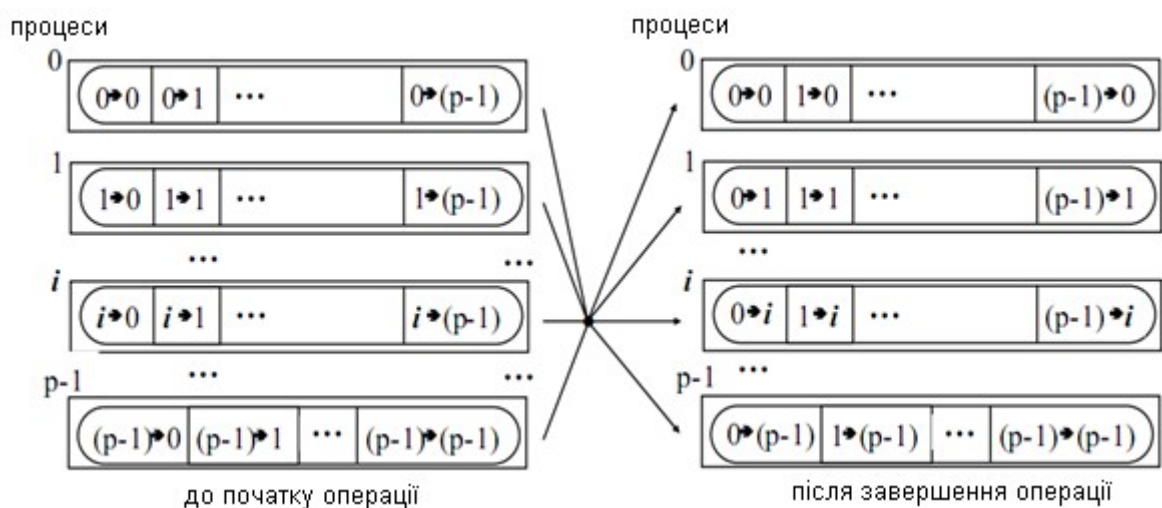 процеси процеси
0 0
0➔0 0➔1 ••• 0➔(p-1) 0➔0 1➔0 ••• (p-1)➔0
1 1
1➔0 1➔1 ••• 1➔(p-1) 0➔1 1➔1 ••• (p-1)➔1
••• ••• •••
i i
i➔0 i➔1 ••• i➔(p-1) 0➔i 1➔i ••• (p-1)➔i
p-1 ••• ••• p-1 •••
(p-1)➔0 (p-1)➔1 ••• (p-1)➔(p-1) 0➔(p-1) 1➔(p-1) ••• (p-1)➔(p-1)
до початку операції після завершення операції